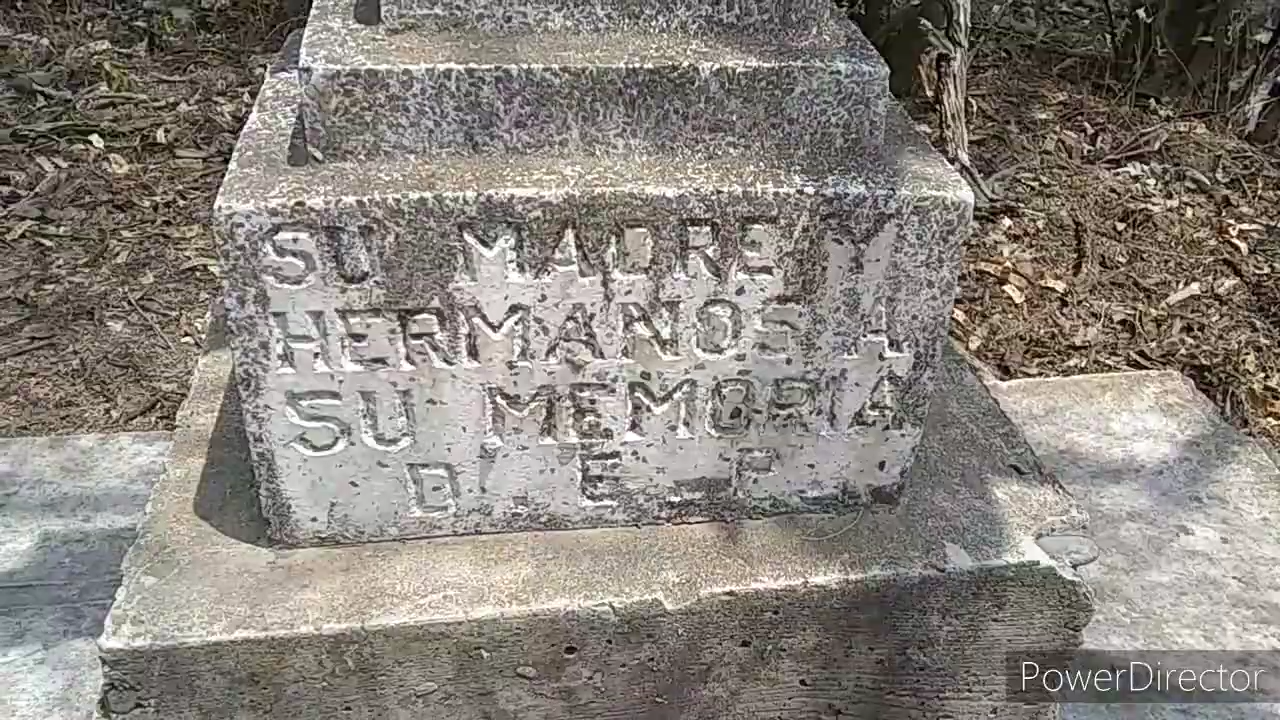 SU MADRE Y
HERMANOS A
SU MEMORIA
D. E. P.
PowerDirector